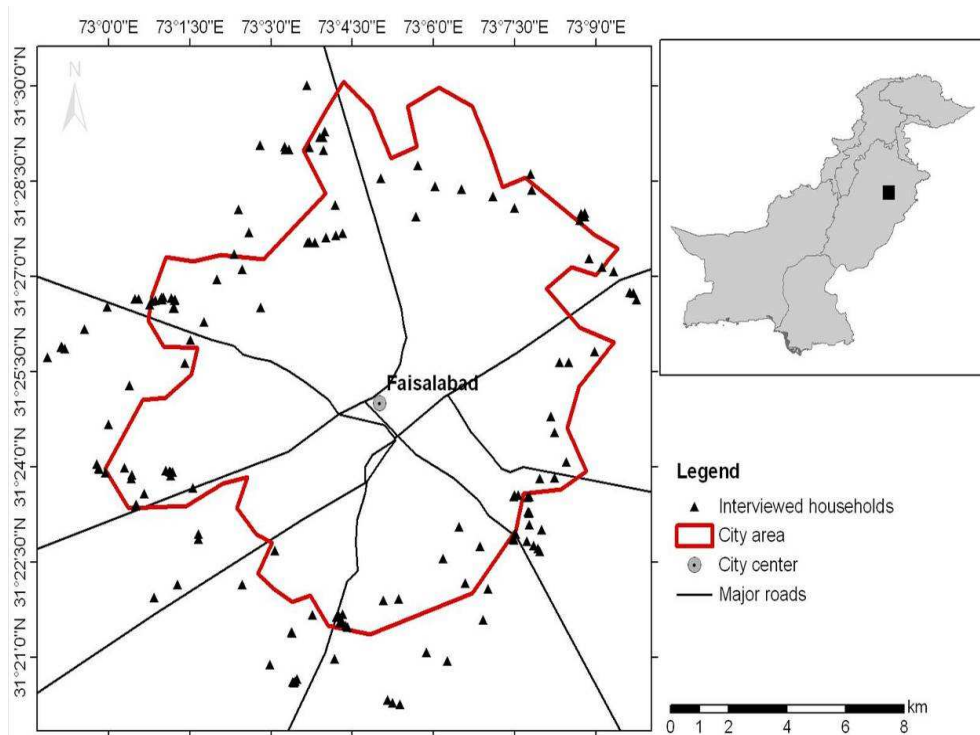 73°0'0"E 73°1'30"E 73°3'0"E 73°4'30"E 73°6'0"E 73°7'30"E 73°9'0"E
N
31°30'0"N
31°28'30"N
31°27'0"N
31°25'30"N
31°24'0"N
31°22'30"N
31°21'0"N
Faisalabad
Legend
Interviewed households
City area
City center
Major roads
km
0 1 2 4 6 8